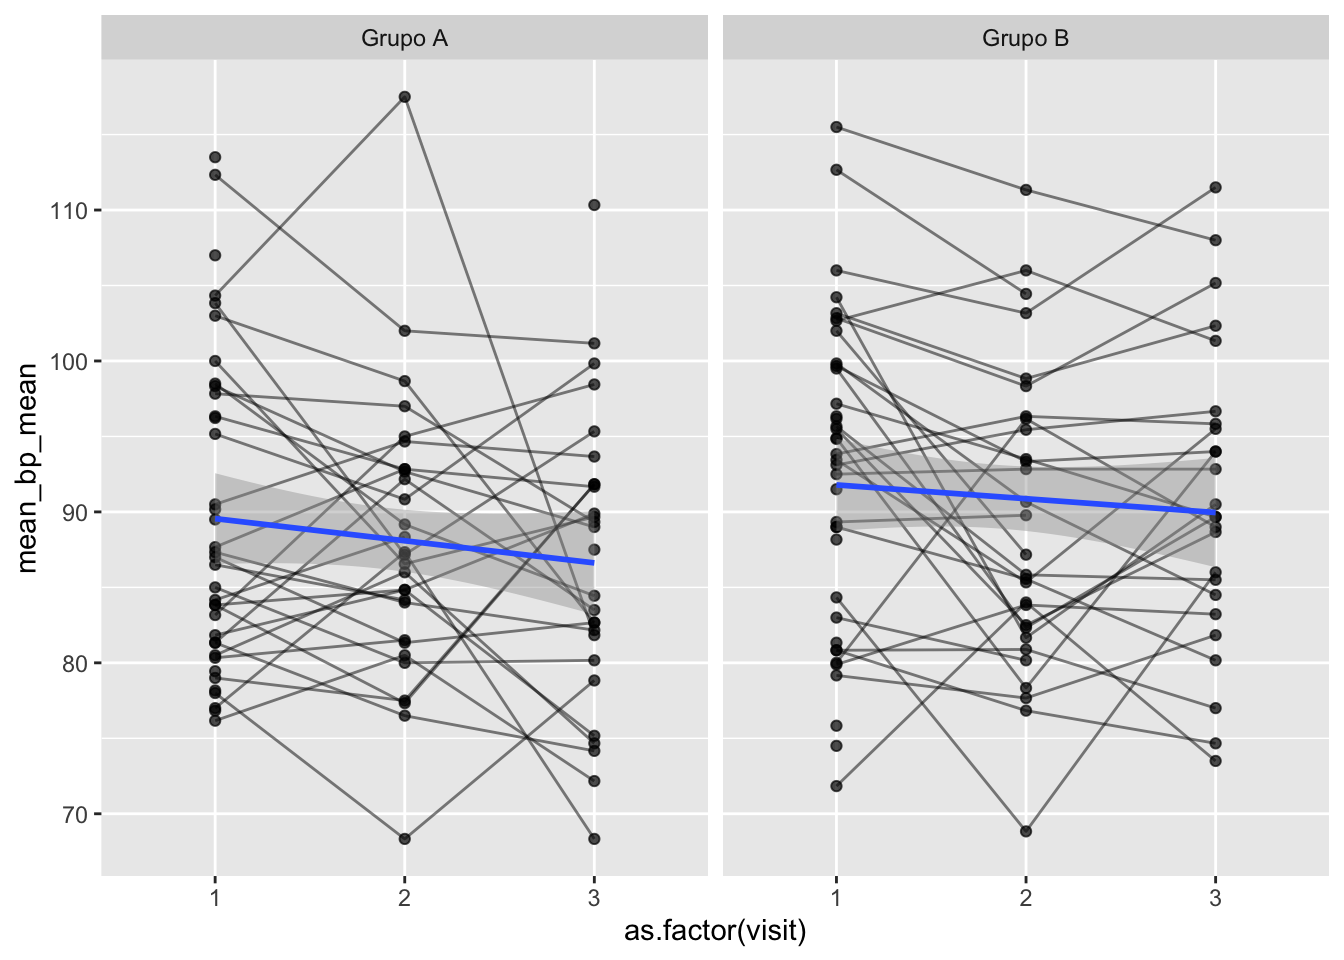 Grupo A
Grupo B
mean_bp_mean
110
100
90
80
70
1
2
3
1
2
3
as.factor(visit)